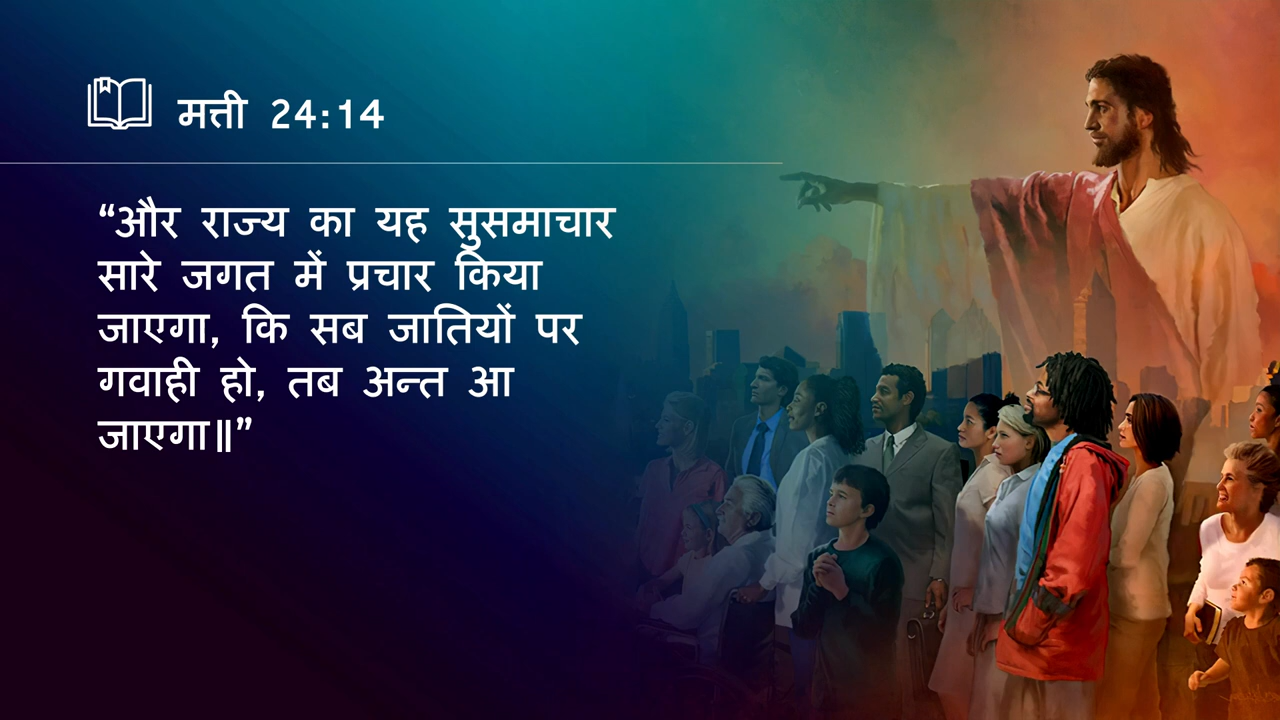 मत्ती 24:14
“और राज्य का यह सुसमाचार
सारे जगत में प्रचार किया
जाएगा, कि सब जातियों पर
गवाही हो, तब अन्त आ
जाएगा॥”